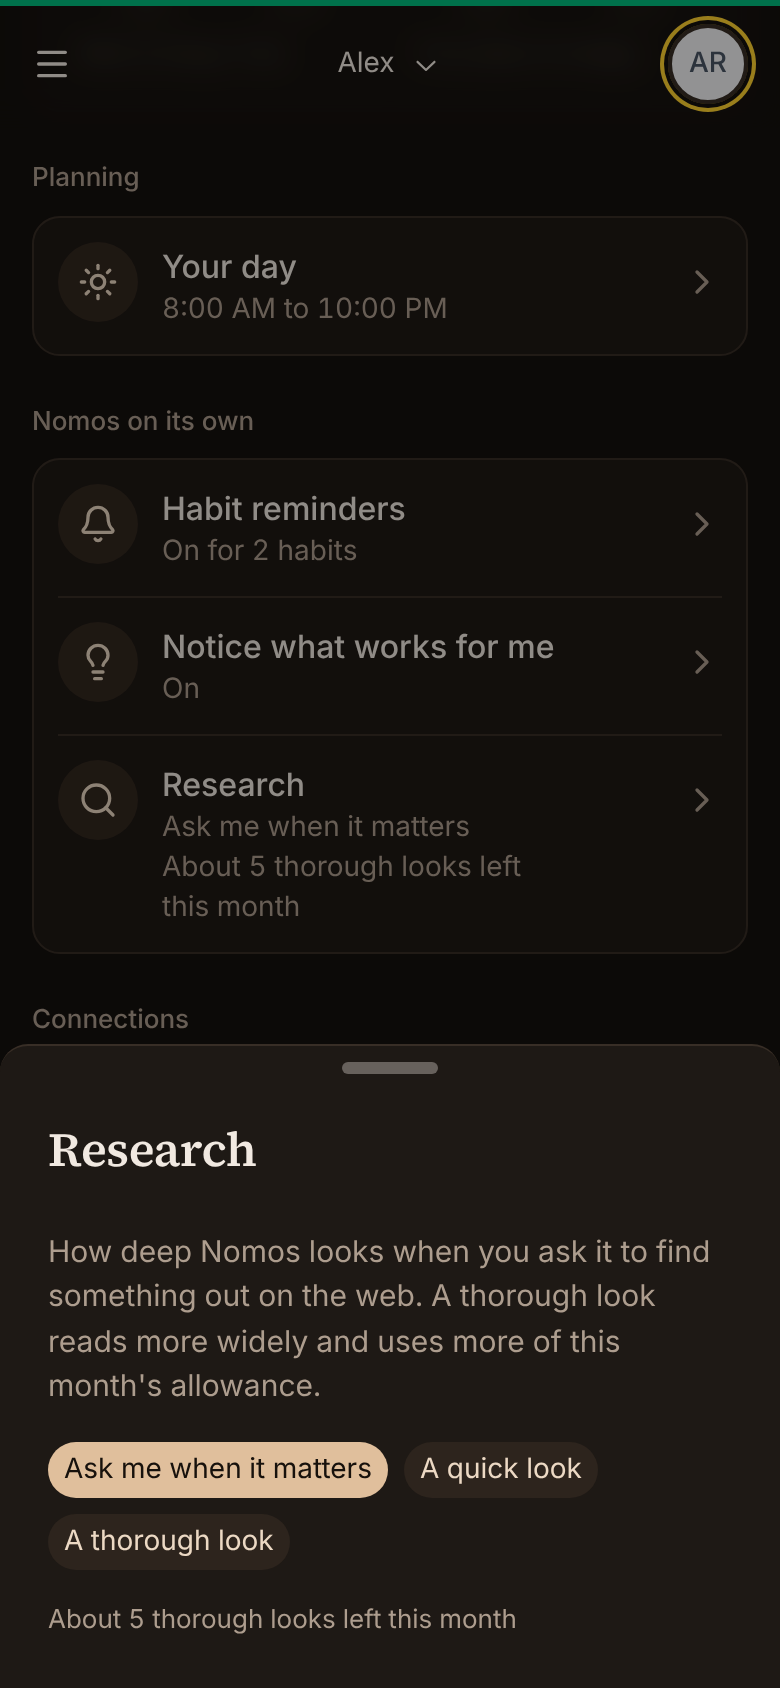 Alex
AR
Planning
Your day
8:00 AM to 10:00 PM
Nomos on its own
Habit reminders
On for 2 habits
Notice what works for me
On
Research
Ask me when it matters
About 5 thorough looks left
this month
Connections
Research
How deep Nomos looks when you ask it to find
something out on the web. A thorough look
reads more widely and uses more of this
month's allowance.
Ask me when it matters
A quick look
A thorough look
About 5 thorough looks left this month